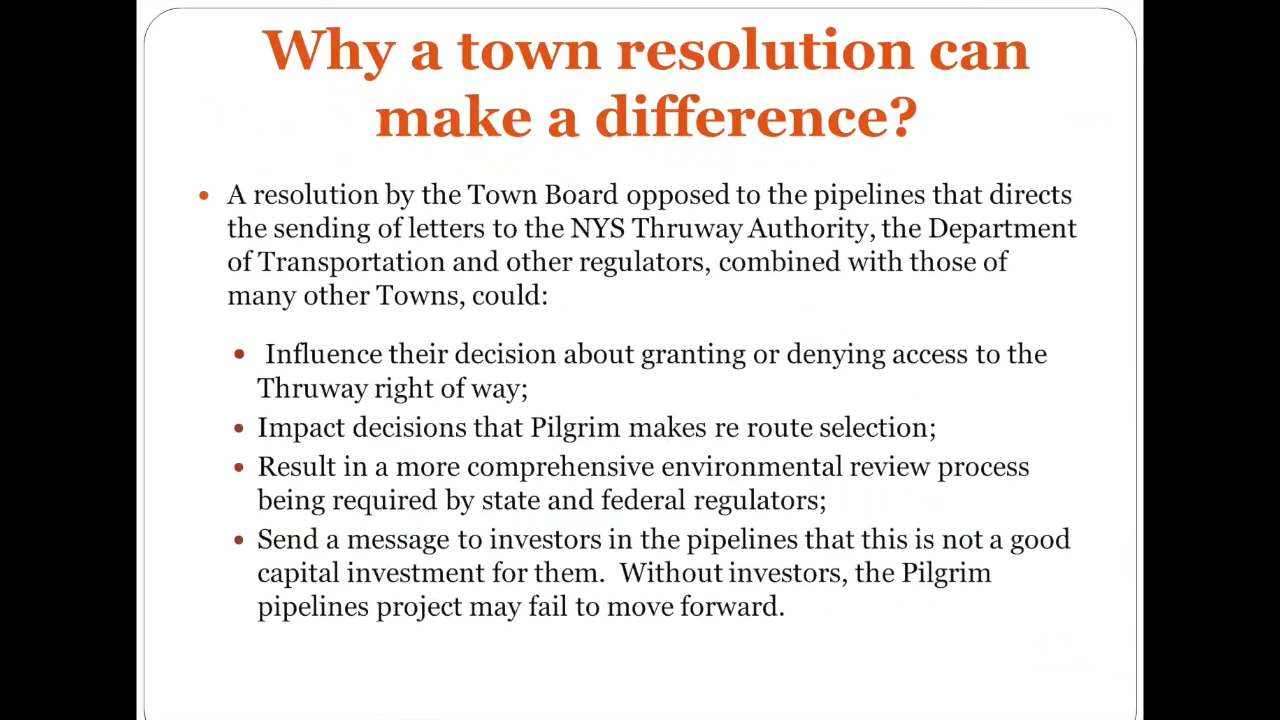 Why a town resolution can
make a difference?
• A resolution by the Town Board opposed to the pipelines that directs
the sending of letters to the NYS Thruway Authority, the Department
of Transportation and other regulators, combined with those of
many other Towns, could:
• Influence their decision about granting or denying access to the
Thruway right of way;
• Impact decisions that Pilgrim makes re route selection;
• Result in a more comprehensive environmental review process
being required by state and federal regulators;
• Send a message to investors in the pipelines that this is not a good
capital investment for them.  Without investors, the Pilgrim
pipelines project may fail to move forward.